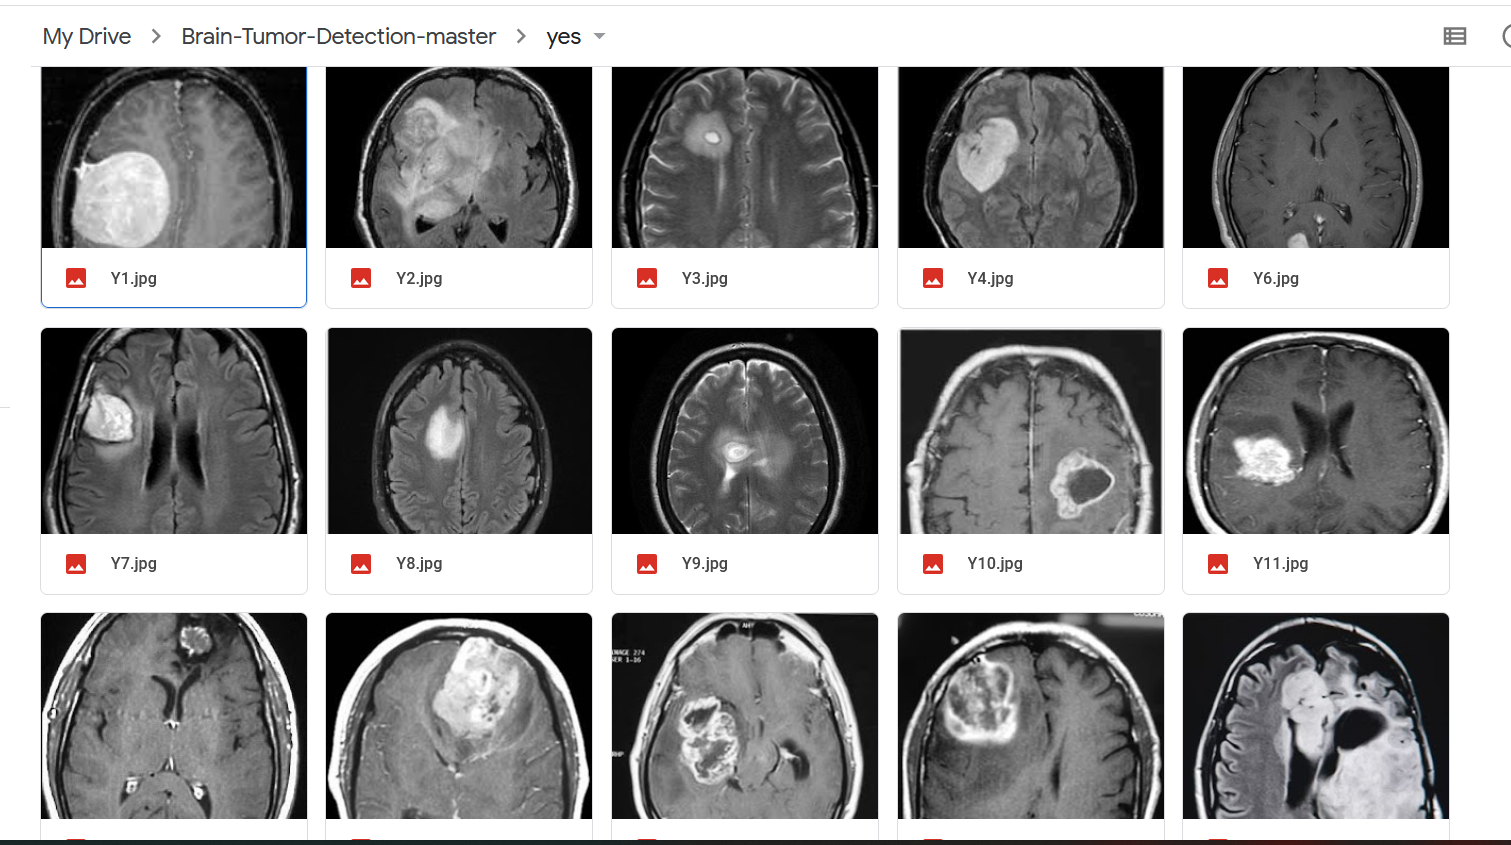 My Drive > Brain-Tumor-Detection-master > yes
Y1.jpg
Y2.jpg
Y3.jpg
Y4.jpg
Y6.jpg
Y7.jpg
Y8.jpg
Y9.jpg
Y10.jpg
Y11.jpg